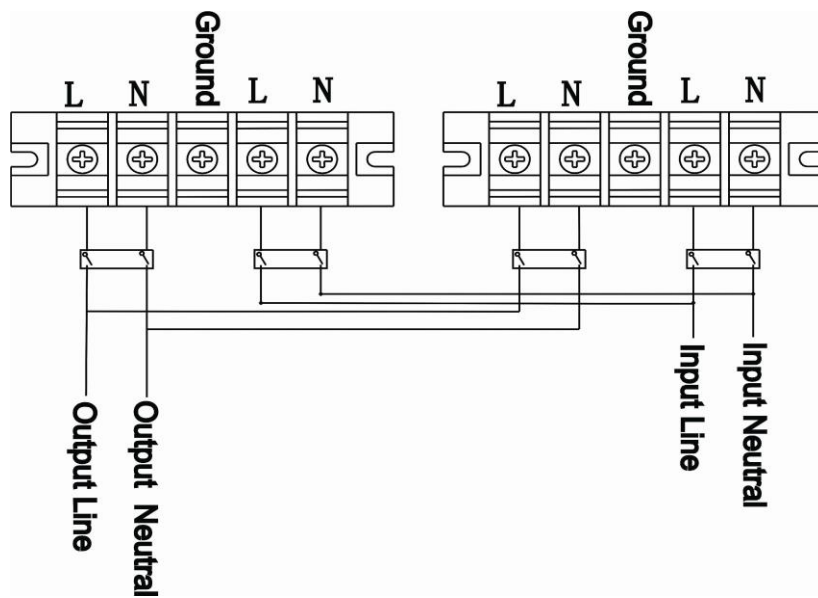 L N Ground L N
L N Ground L N
Output Line
Output Neutral
Input Line
Input Neutral